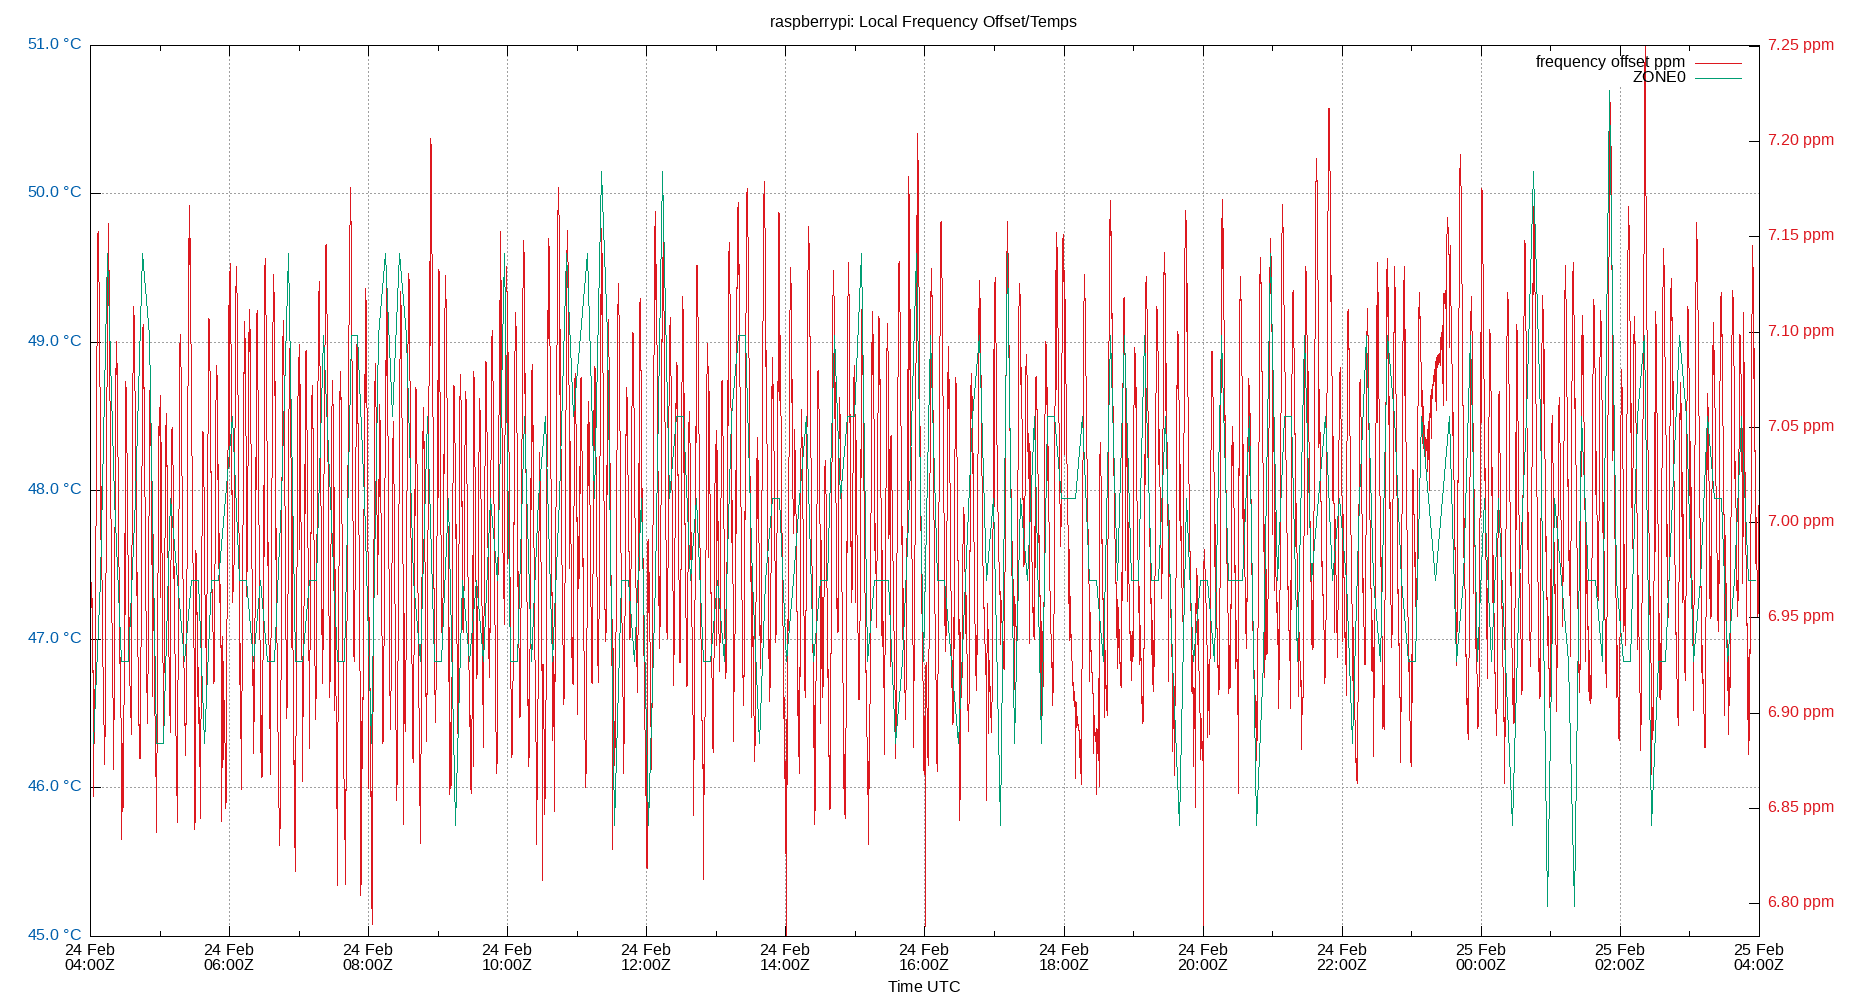 raspberrypi: Local Frequency Offset/Temps
51.0 °C
50.0 °C
49.0 °C
48.0 °C
47.0 °C
46.0 °C
45.0 °C
7.25 ppm
7.20 ppm
7.15 ppm
7.10 ppm
7.05 ppm
7.00 ppm
6.95 ppm
6.90 ppm
6.85 ppm
6.80 ppm
frequency offset ppm
ZONE0
24 Feb 24 Feb 24 Feb 24 Feb 24 Feb 24 Feb 24 Feb 24 Feb 24 Feb 24 Feb 25 Feb 25 Feb 25 Feb
04:00Z 06:00Z 08:00Z 10:00Z 12:00Z 14:00Z 16:00Z 18:00Z 20:00Z 22:00Z 00:00Z 02:00Z 04:00Z
Time UTC